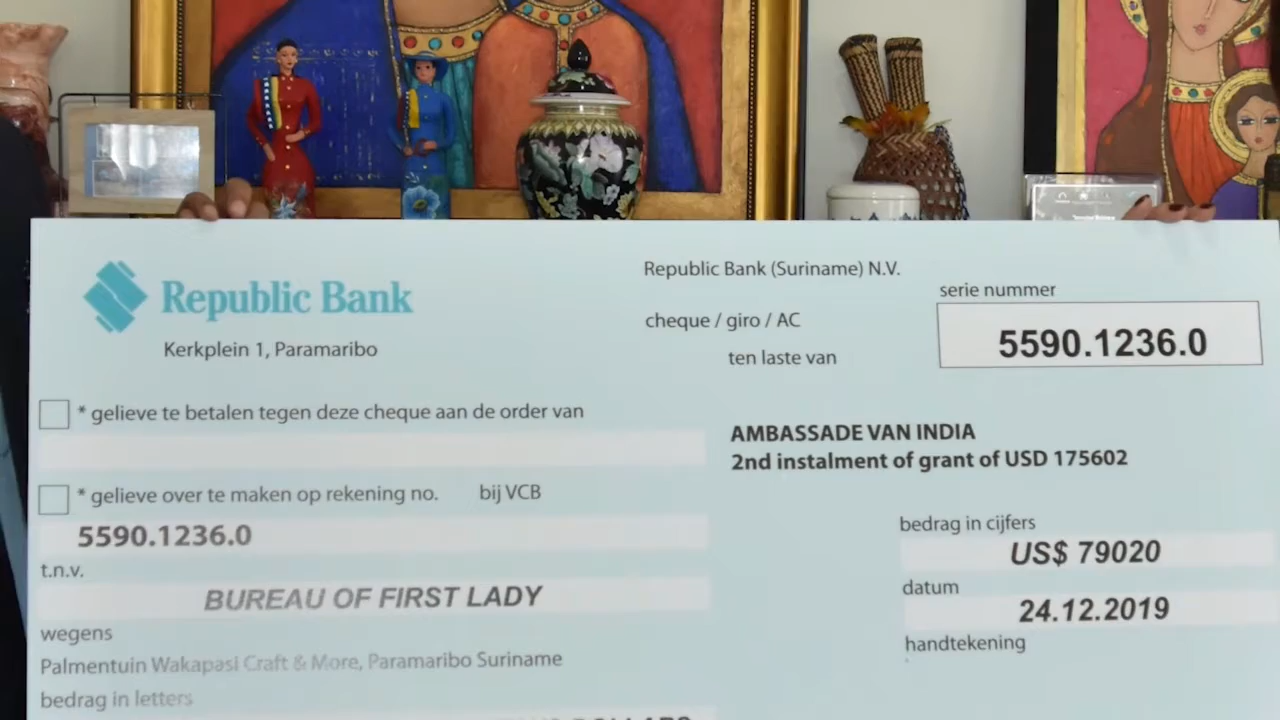 Republic Bank
Kerkplein 1, Paramaribo
Republic Bank (Suriname) N.V.
cheque / giro / AC
ten laste van
serie nummer
5590.1236.0
* gelieve te betalen tegen deze cheque aan de order van
AMBASSADE VAN INDIA
2nd instalment of grant of USD 175602
* gelieve over te maken op rekening no. bij VCB
5590.1236.0
t.n.v.
BUREAU OF FIRST LADY
wegens
Palmentuin Wakapasi Craft & More, Paramaribo Suriname
bedrag in letters
bedrag in cijfers
US$ 79020
datum
24.12.2019
handtekening